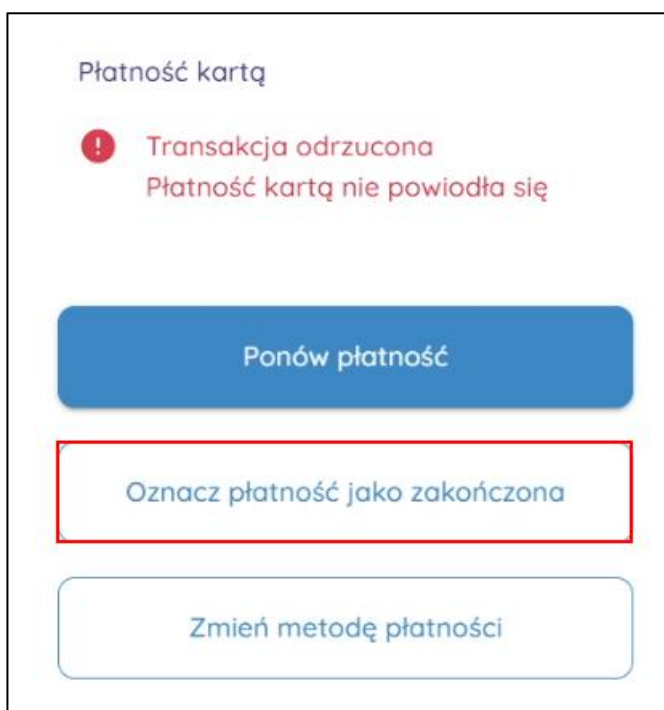 Płatność kartą
Transakcja odrzucona
Płatność kartą nie powiodła się
Ponów płatność
Oznacz płatność jako zakończona
Zmień metodę płatności